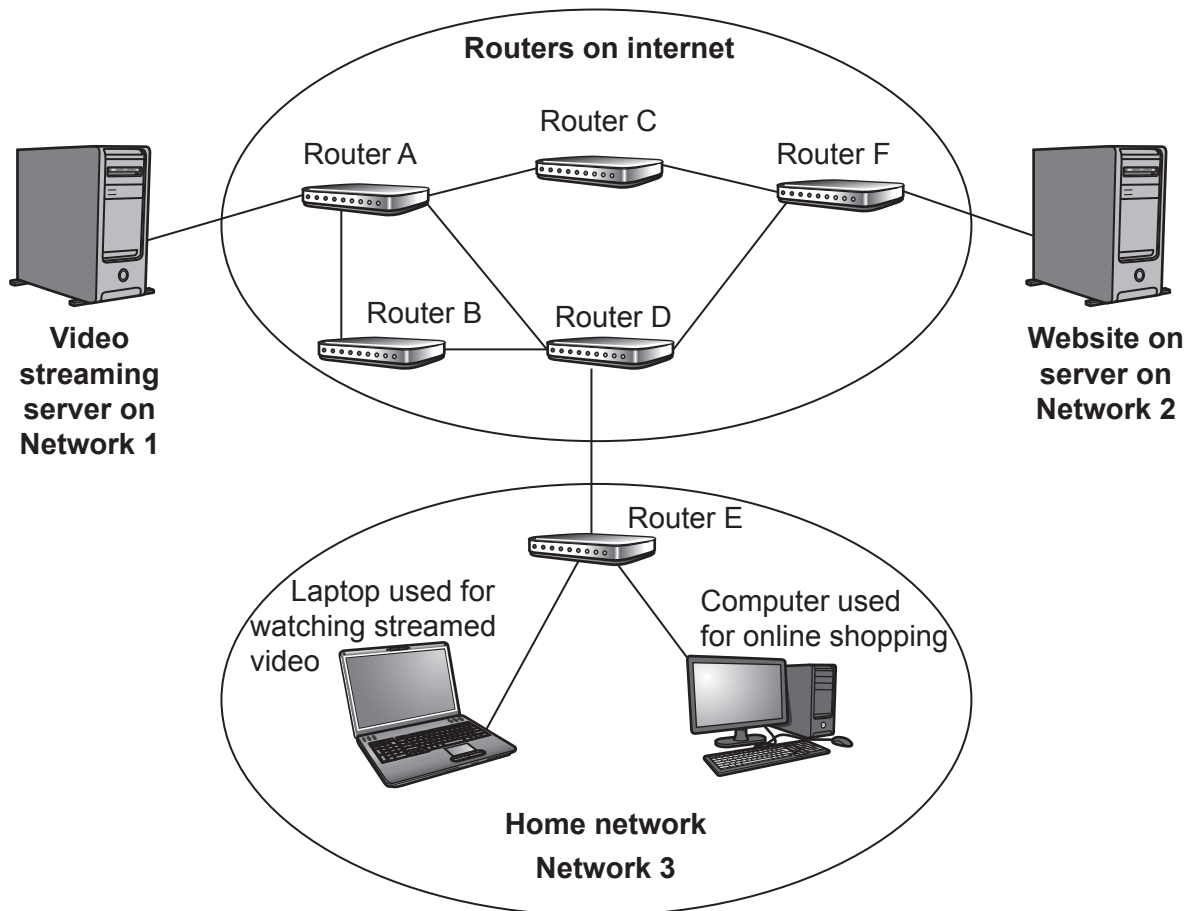 Routers on internet
Router C
Router A
Router F
Router B
Router D
Video
streaming
server on
Network 1
Website on
server on
Network 2
Router E
Laptop used for
watching streamed
video
Computer used
for online shopping
Home network
Network 3